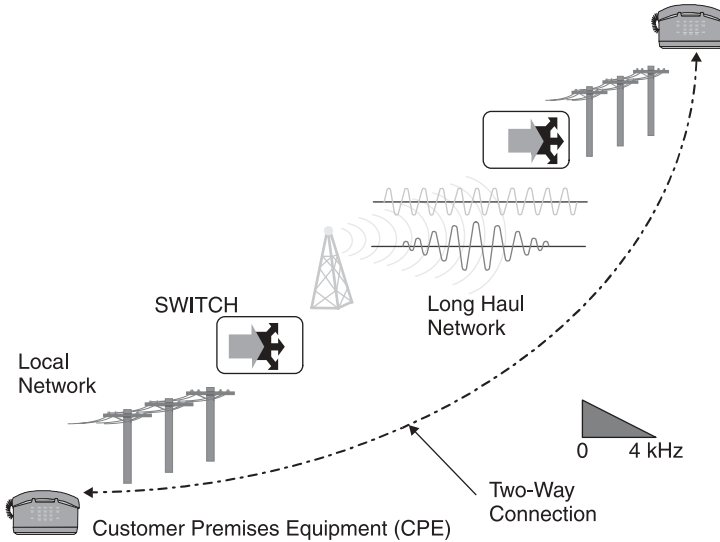 SWITCH
Long Haul
Network
Local
Network
0 4 kHz
Two-Way
Connection
Customer Premises Equipment (CPE)